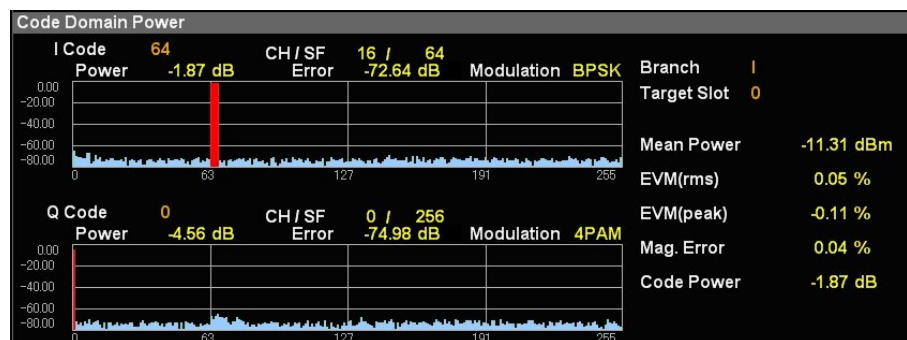 Code Domain Power
I Code 64 CH / SF 16 / 64
Power -1.87 dB Error -72.64 dB Modulation BPSK
0.00
-20.00
-40.00
-60.00
-80.00
0 63 127 191 255
Q Code 0 CH / SF 0 / 256
Power -4.56 dB Error -74.98 dB Modulation 4PAM
0.00
-20.00
-40.00
-60.00
-80.00
0 63 127 191 255
Branch I
Target Slot 0
Mean Power -11.31 dBm
EVM(rms) 0.05 %
EVM(peak) -0.11 %
Mag. Error 0.04 %
Code Power -1.87 dB